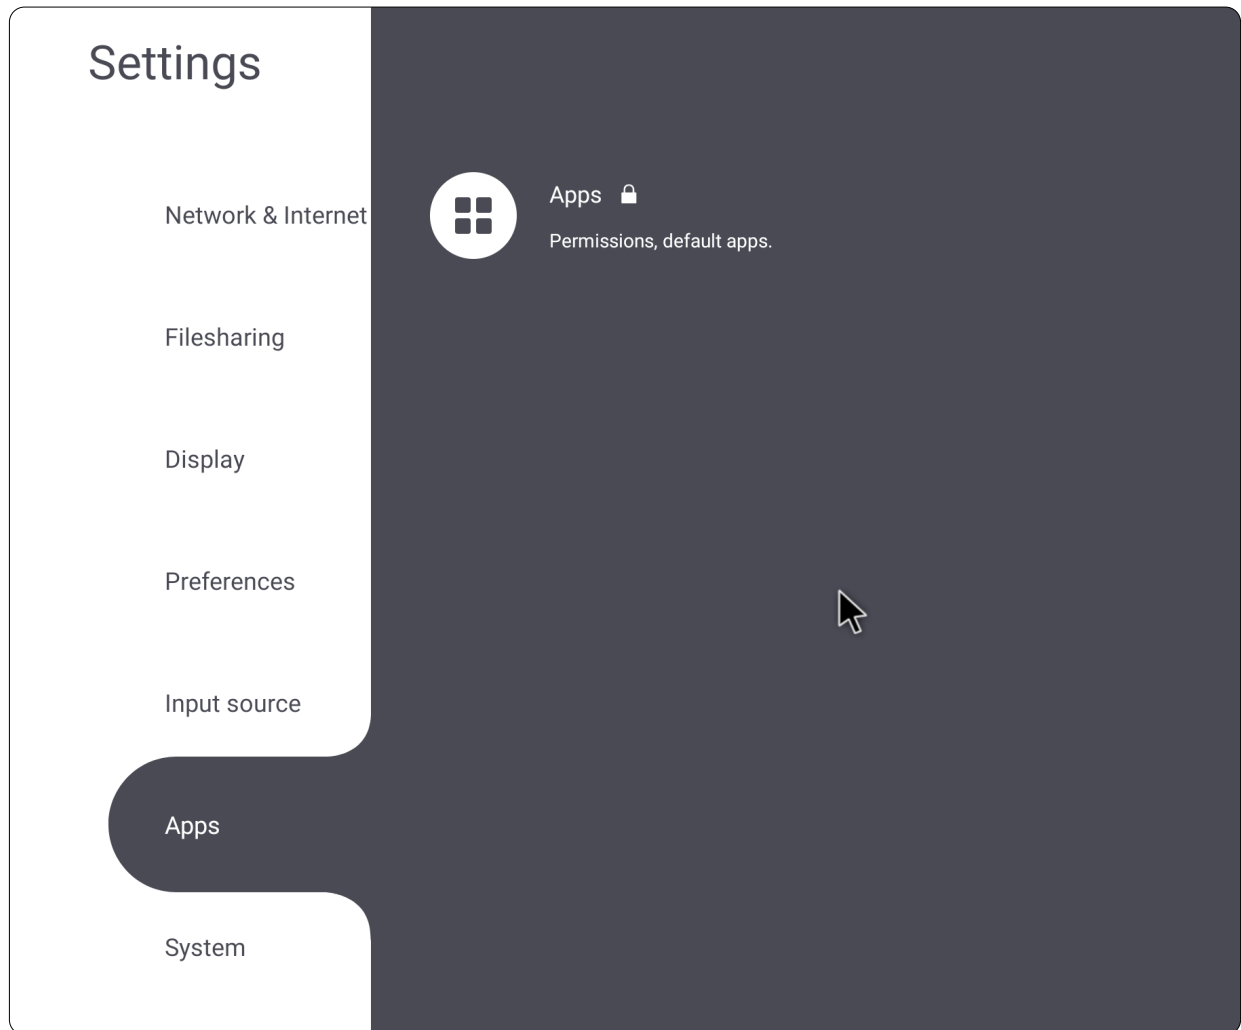 Settings
Network & Internet
Filesharing
Display
Preferences
Input source
Apps
System
Apps
Permissions, default apps.